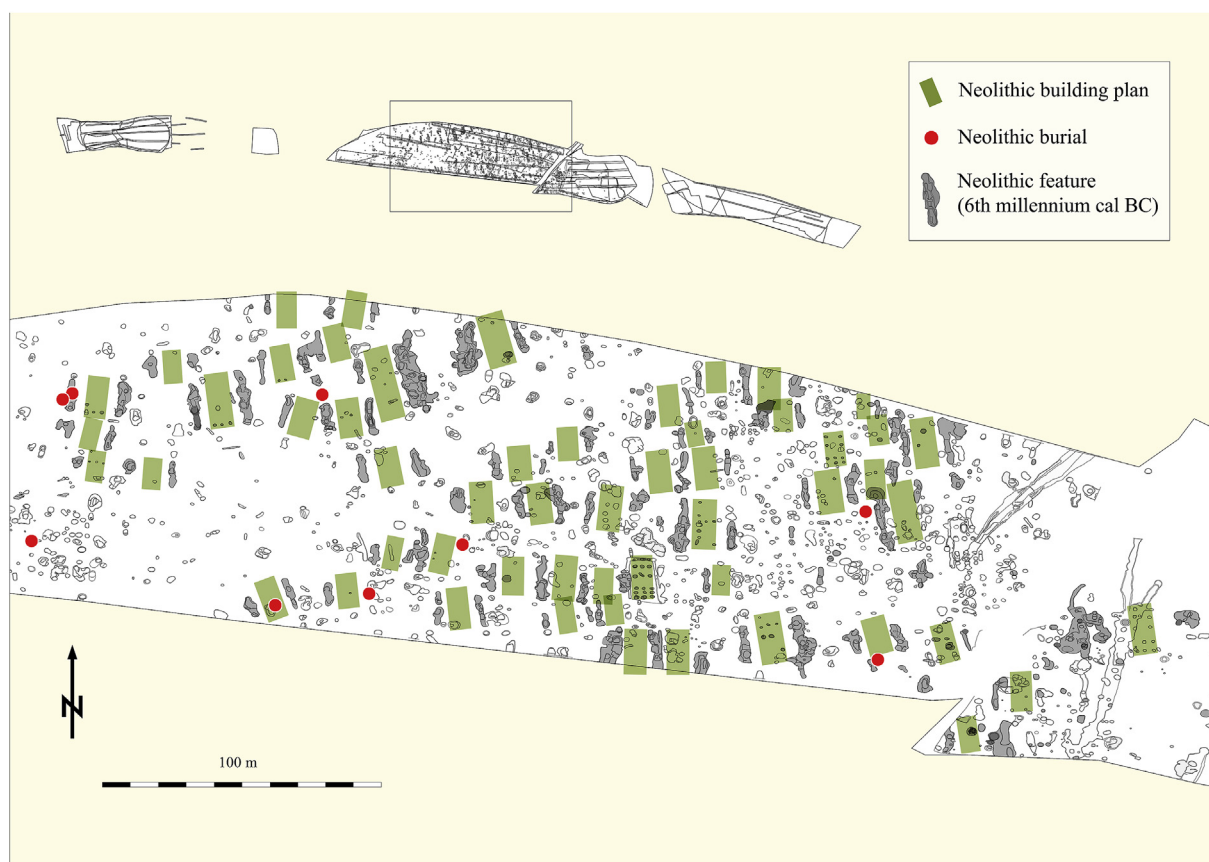 Neolithic building plan
Neolithic burial
Neolithic feature
(6th millennium cal BC)
N
100 m